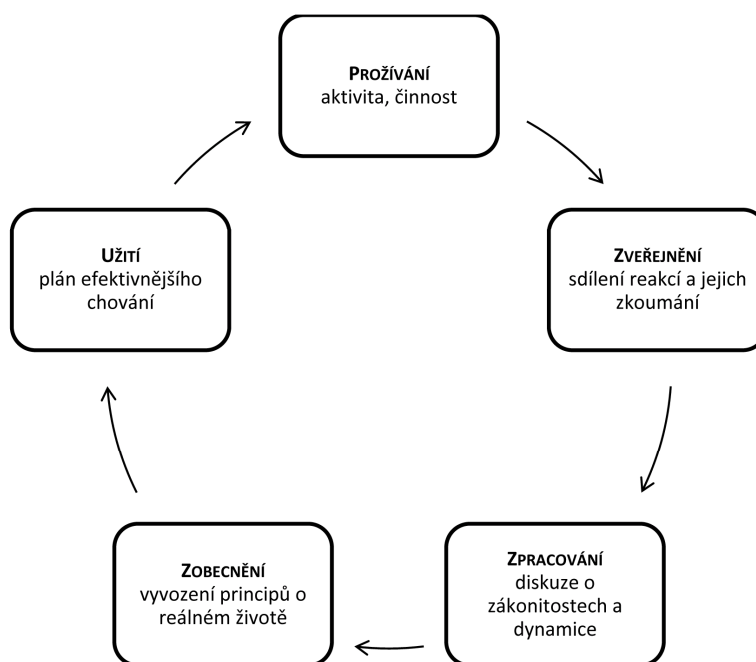 PROŽÍVÁNÍ
aktivita, činnost
ZVEŘEJNĚNÍ
sdílení reakcí a jejich
zkoumání
ZPRACOVÁNÍ
diskuze o
zákonitostech a
dynamice
ZOBECNĚNÍ
vyvození principů o
reálném životě
UŽITÍ
plán efektivnějšího
chování